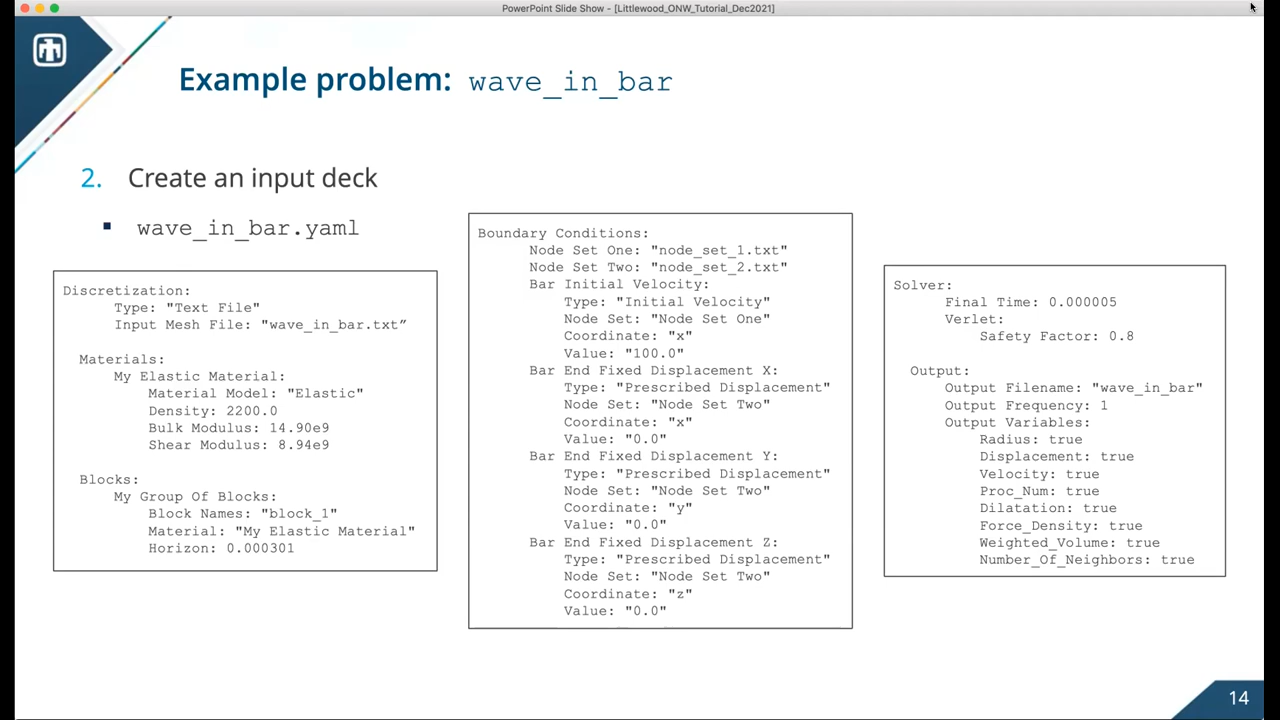 PowerPoint Slide Show - [Littlewood_ONW_Tutorial_Dec2021]
Example problem: wave_in_bar
2. Create an input deck
▪ wave_in_bar.yaml
Discretization:
Type: "Text File"
Input Mesh File: "wave_in_bar.txt”
Materials:
My Elastic Material:
Material Model: "Elastic"
Density: 2200.0
Bulk Modulus: 14.90e9
Shear Modulus: 8.94e9
Blocks:
My Group Of Blocks:
Block Names: "block_1"
Material: "My Elastic Material"
Horizon: 0.000301
Boundary Conditions:
Node Set One: "node_set_1.txt"
Node Set Two: "node_set_2.txt"
Bar Initial Velocity:
Type: "Initial Velocity"
Node Set: "Node Set One"
Coordinate: "x"
Value: "100.0"
Bar End Fixed Displacement X:
Type: "Prescribed Displacement"
Node Set: "Node Set Two"
Coordinate: "x"
Value: "0.0"
Bar End Fixed Displacement Y:
Type: "Prescribed Displacement"
Node Set: "Node Set Two"
Coordinate: "y"
Value: "0.0"
Bar End Fixed Displacement Z:
Type: "Prescribed Displacement"
Node Set: "Node Set Two"
Coordinate: "z"
Value: "0.0"
Solver:
Final Time: 0.000005
Verlet:
Safety Factor: 0.8
Output:
Output Filename: "wave_in_bar"
Output Frequency: 1
Output Variables:
Radius: true
Displacement: true
Velocity: true
Proc_Num: true
Dilatation: true
Force_Density: true
Weighted_Volume: true
Number_Of_Neighbors: true
14